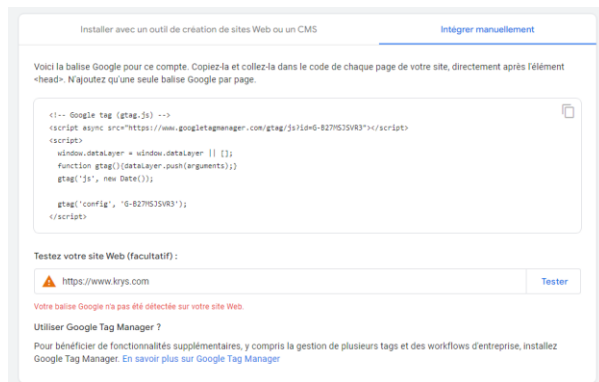 Installer avec un outil de création de sites Web ou un CMS
Intégrer manuellement
Voici la balise Google pour ce compte. Copiez-la et collez-la dans le code de chaque page de votre site, directement après l'élément
<head>. N'ajoutez qu'une seule balise Google par page.
<!-- Google tag (gtag.js) -->
<script async src="https://www.googletagmanager.com/gtag/js?id=G-827MSJSVR3"></script>
<script>
window.dataLayer = window.dataLayer || [];
function gtag(){dataLayer.push(arguments);}
gtag('js', new Date());
gtag('config', 'G-827MSJSVR3');
</script>
Testez votre site Web (facultatif) :
https://www.krys.com
Tester
Votre balise Google n'a pas été détectée sur votre site Web.
Utiliser Google Tag Manager ?
Pour bénéficier de fonctionnalités supplémentaires, y compris la gestion de plusieurs tags et des workflows d'entreprise, installez
Google Tag Manager. En savoir plus sur Google Tag Manager